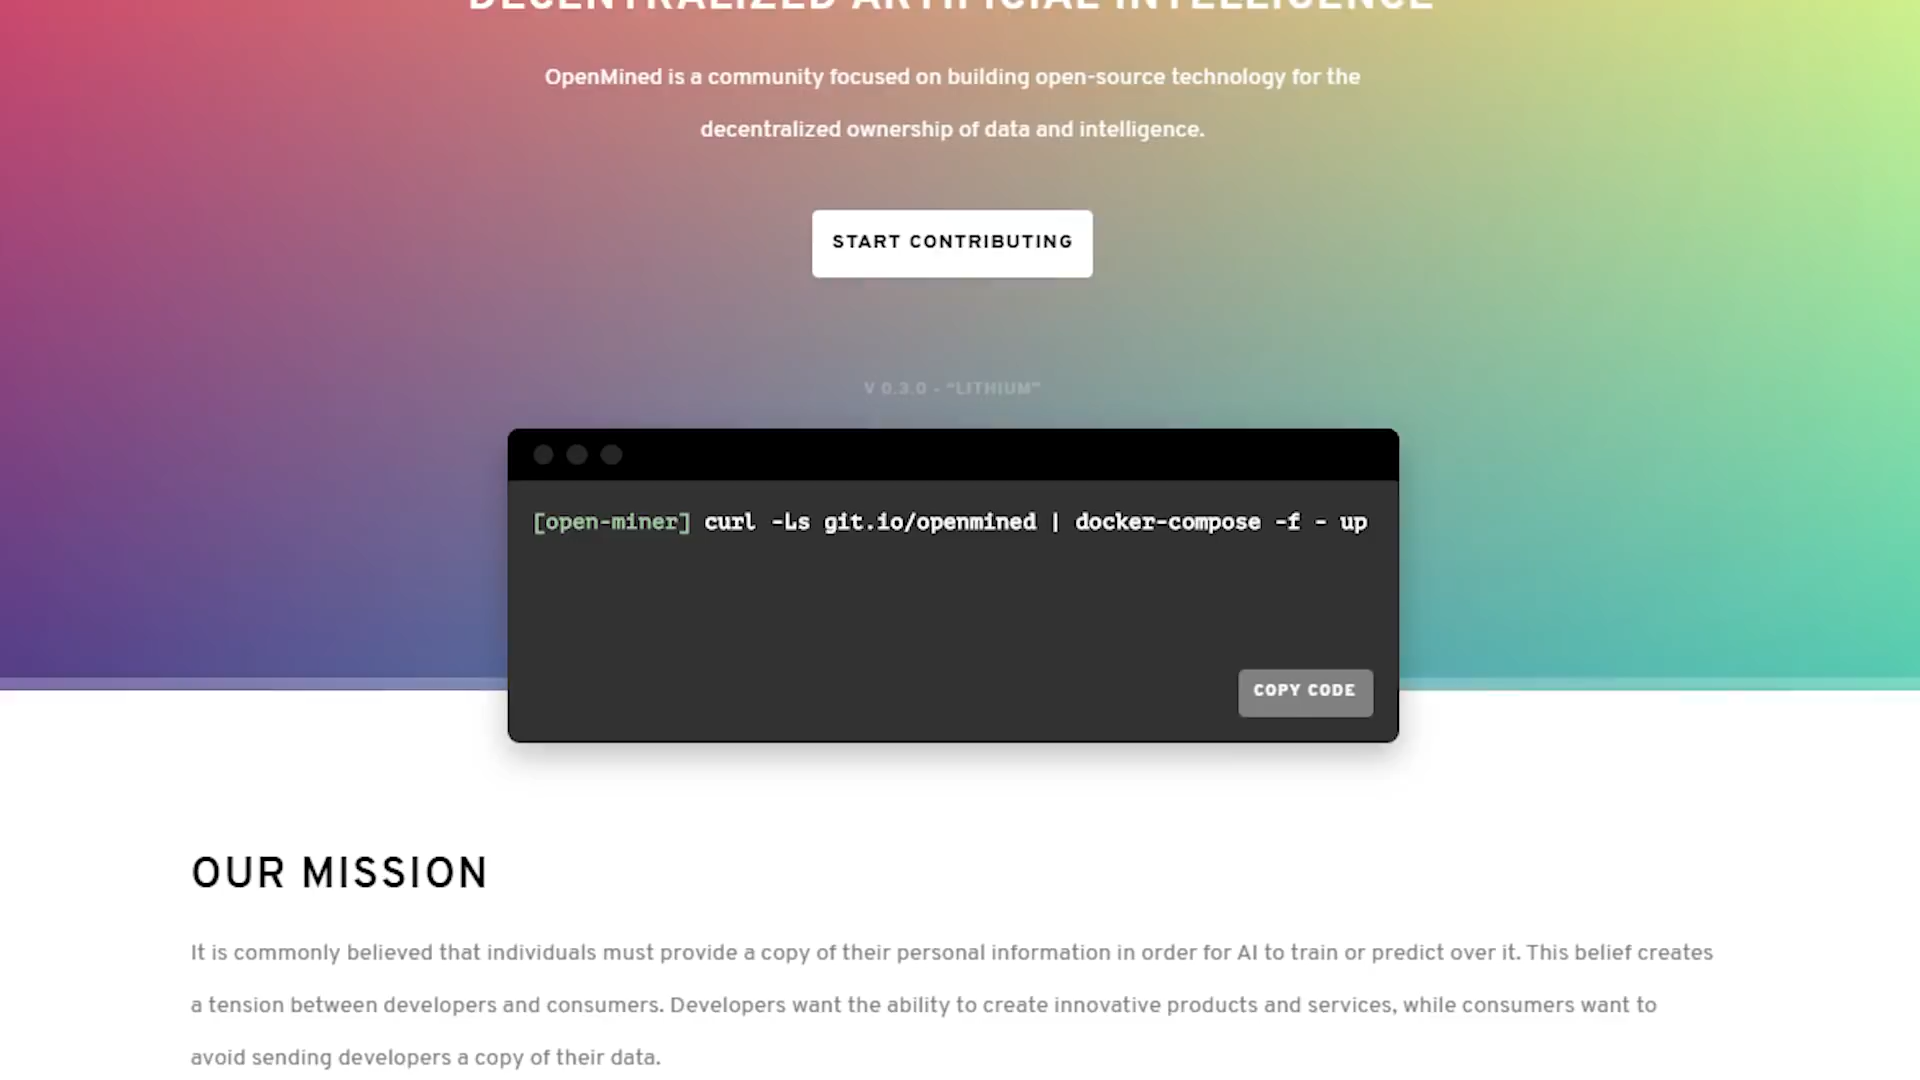 DECENTRALIZED ARTIFICIAL INTELLIGENCE
OpenMined is a community focused on building open-source technology for the
decentralized ownership of data and intelligence.
START CONTRIBUTING
V 0.3.0 - “LITHIUM”
[open-miner] curl -Ls git.io/openmined | docker-compose -f - up
COPY CODE
OUR MISSION
It is commonly believed that individuals must provide a copy of their personal information in order for AI to train or predict over it. This belief creates
a tension between developers and consumers. Developers want the ability to create innovative products and services, while consumers want to
avoid sending developers a copy of their data.